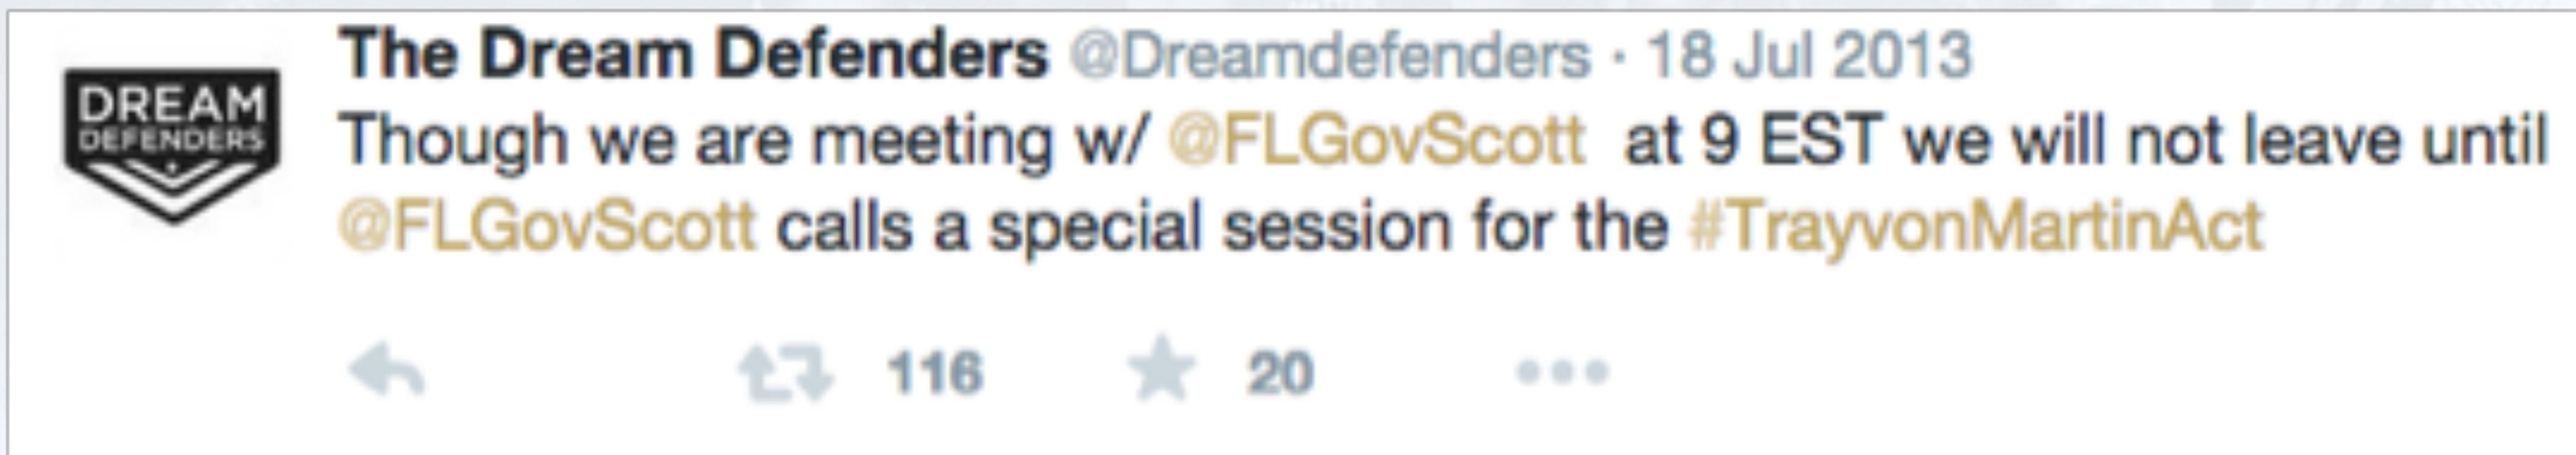 DREAM
DEFENDERS
The Dream Defenders @Dreamdefenders · 18 Jul 2013
Though we are meeting w/ @FLGovScott at 9 EST we will not leave until
@FLGovScott calls a special session for the #TrayvonMartinAct
116 20